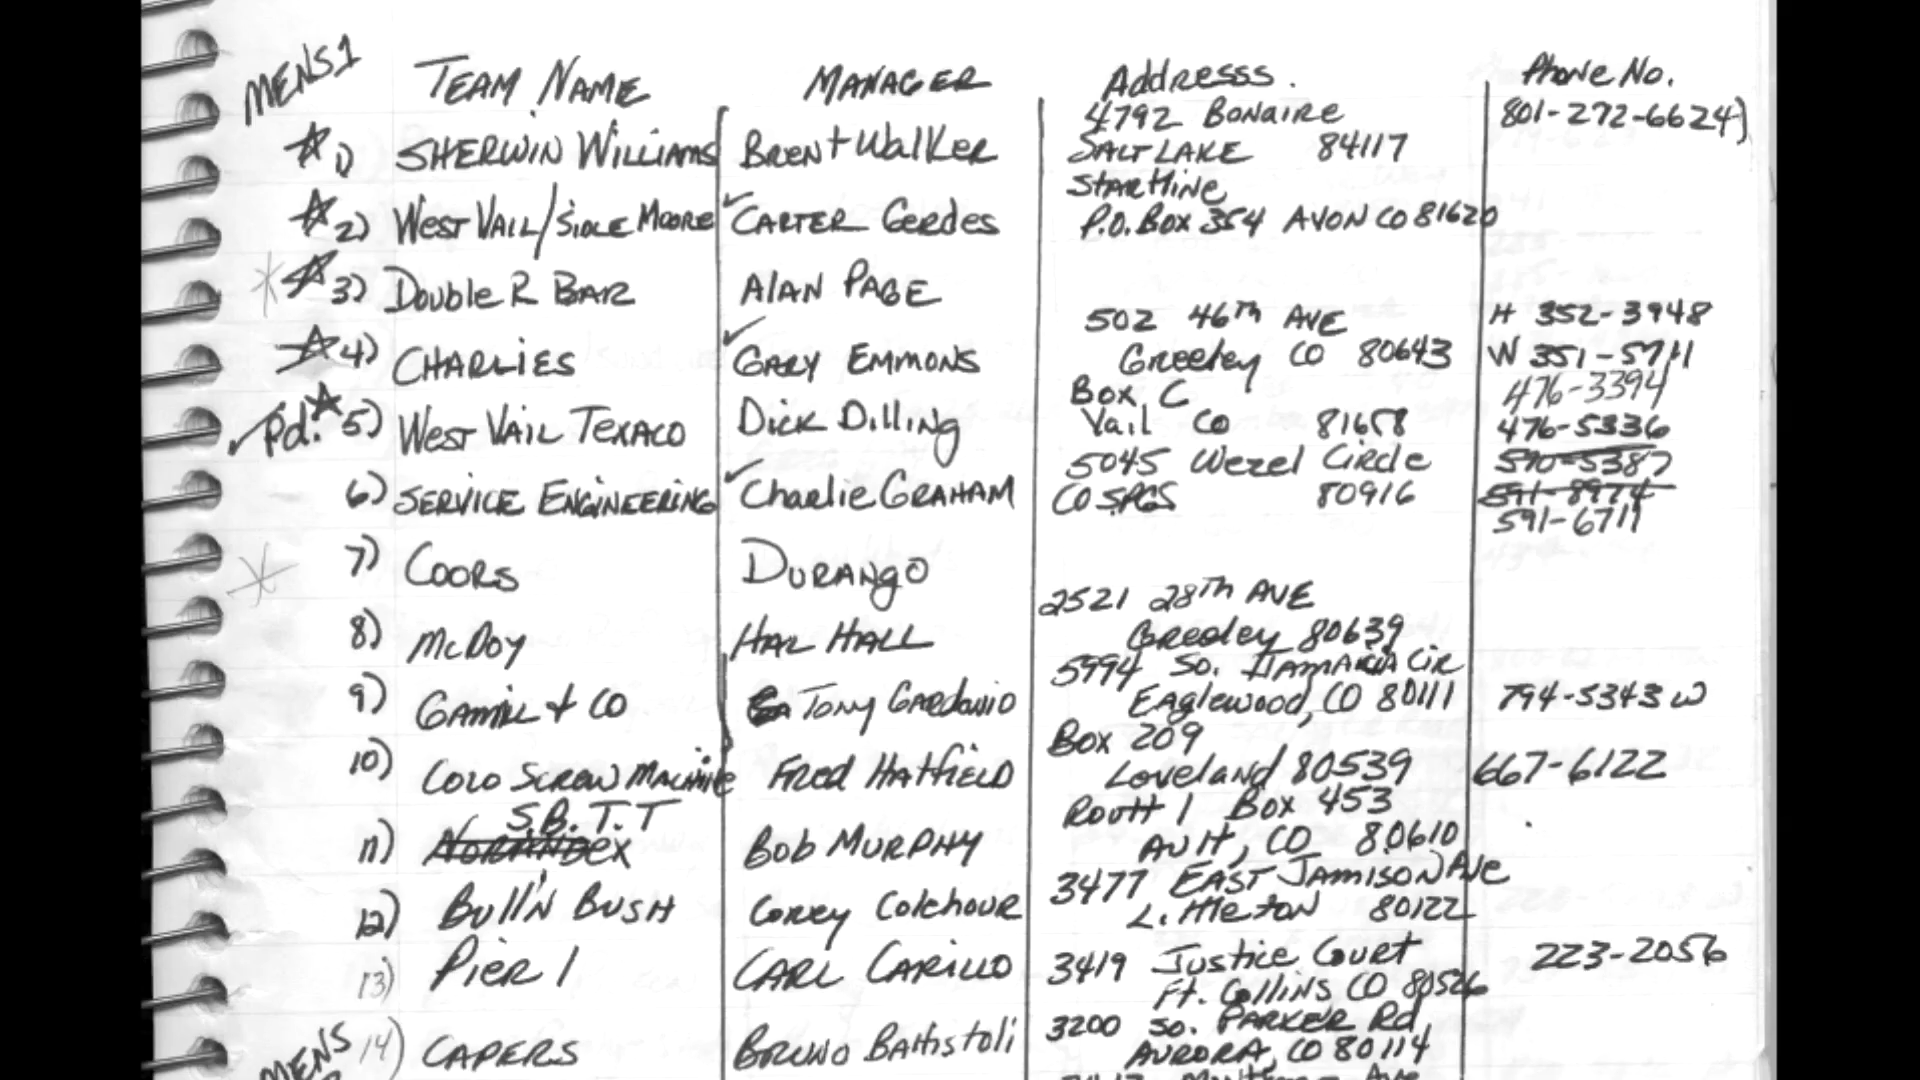 MENS 1 TEAM NAME MANAGER Addresss. Phone No.
4792 Bonaire 801-272-6624)
1) SHERWIN WILLIAMS Brent Walker SALT LAKE 84117
STARHINE
2) WEST VAIL/SIOLE MOORE CARTER Gerdes P.O. Box 354 AVON CO 81620
3) Double R BAR ALAN PAGE
502 46th AVE H 352-3948
4) CHARLIES GARY EMMONS Greeley CO 80643 W 351-5711
Box C 476-3394
Pd. 5) WEST VAIL TEXACO Dick Dilling Vail CO 81658 476-5336
5045 Wezel Circle 590-5387
6) SERVICE ENGINEERING Charlie GRAHAM CO SPGS 80916 591-8974
591-6711
7) COORS DURANGO
2521 28th AVE
8) McDoy HAL HALL Greeley 80639
5994 So. CIR
9) GAMIL + CO Tony GARDONIO Eaglewood, CO 80111 794-5343 W
Box 209
10) COLO SCREW MACHINE FRED HATFIELD Loveland 80539 667-6122
S.B.T.T Routt 1 Box 453
11) BOB MURPHY AULT, CO 80610
3477 EAST JAMISON Ave
12) Bull'N BUSH Corey Colehour Littleton 80122
13) Pier 1 CARL CARILLO 3419 Justice Court 223-2056
Ft. Collins, CO 80526
3200 So. PARKER Rd,
MENS 14) CAPERS BRUNO Battistoli AURORA, CO 80114